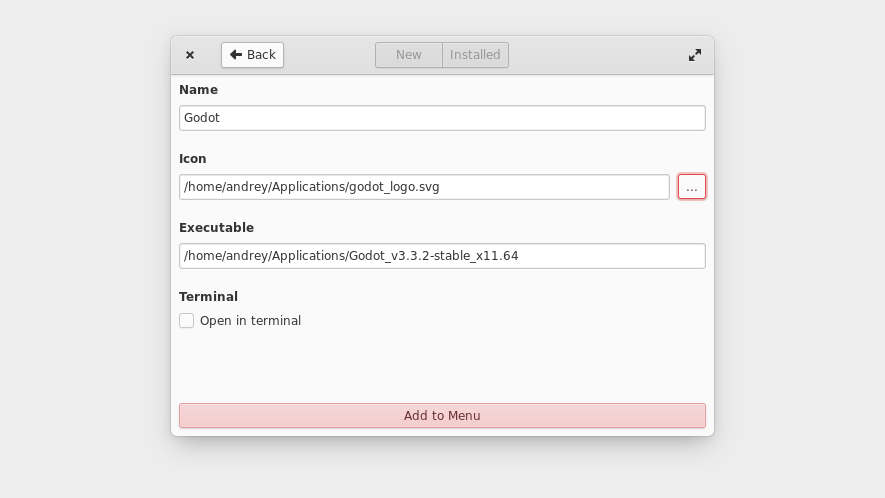 Back
New
Installed
Name
Godot
Icon
/home/andrey/Applications/godot_logo.svg
...
Executable
/home/andrey/Applications/Godot_v3.3.2-stable_x11.64
Terminal
Open in terminal
Add to Menu